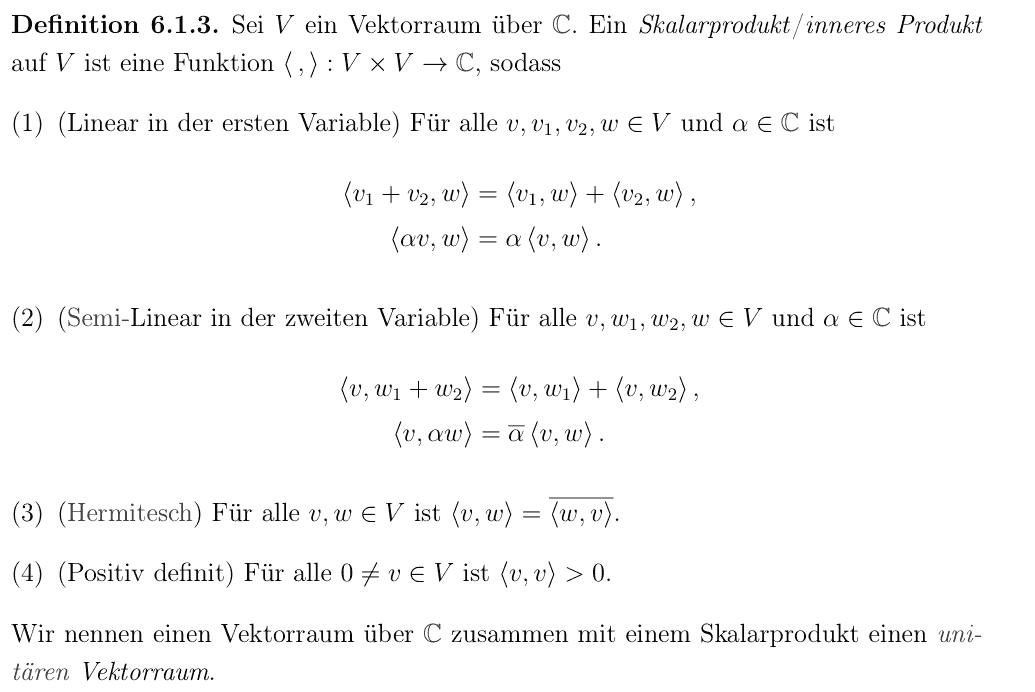 Definition 6.1.3. Sei V ein Vektorraum über ℂ. Ein Skalarprodukt/inneres Produkt
auf V ist eine Funktion ⟨ , ⟩ : V × V → ℂ, sodass
(1) (Linear in der ersten Variable) Für alle v, v₁, v₂, w ∈ V und α ∈ ℂ ist
⟨v₁ + v₂, w⟩ = ⟨v₁, w⟩ + ⟨v₂, w⟩ ,
⟨αv, w⟩ = α ⟨v, w⟩ .
(2) (Semi-Linear in der zweiten Variable) Für alle v, w₁, w₂, w ∈ V und α ∈ ℂ ist
⟨v, w₁ + w₂⟩ = ⟨v, w₁⟩ + ⟨v, w₂⟩ ,
⟨v, αw⟩ = α̅ ⟨v, w⟩ .
(3) (Hermitesch) Für alle v, w ∈ V ist ⟨v, w⟩ = \overline{⟨w, v⟩}.
(4) (Positiv definit) Für alle 0 ≠ v ∈ V ist ⟨v, v⟩ > 0.
Wir nennen einen Vektorraum über ℂ zusammen mit einem Skalarprodukt einen uni-
tären Vektorraum.